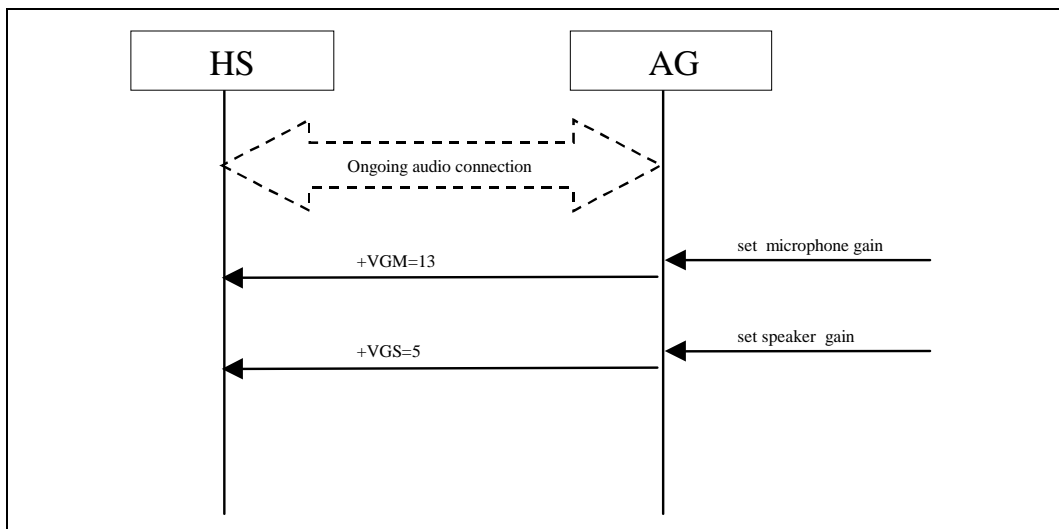 HS
AG
Ongoing audio connection
set microphone gain
+VGM=13
set speaker gain
+VGS=5